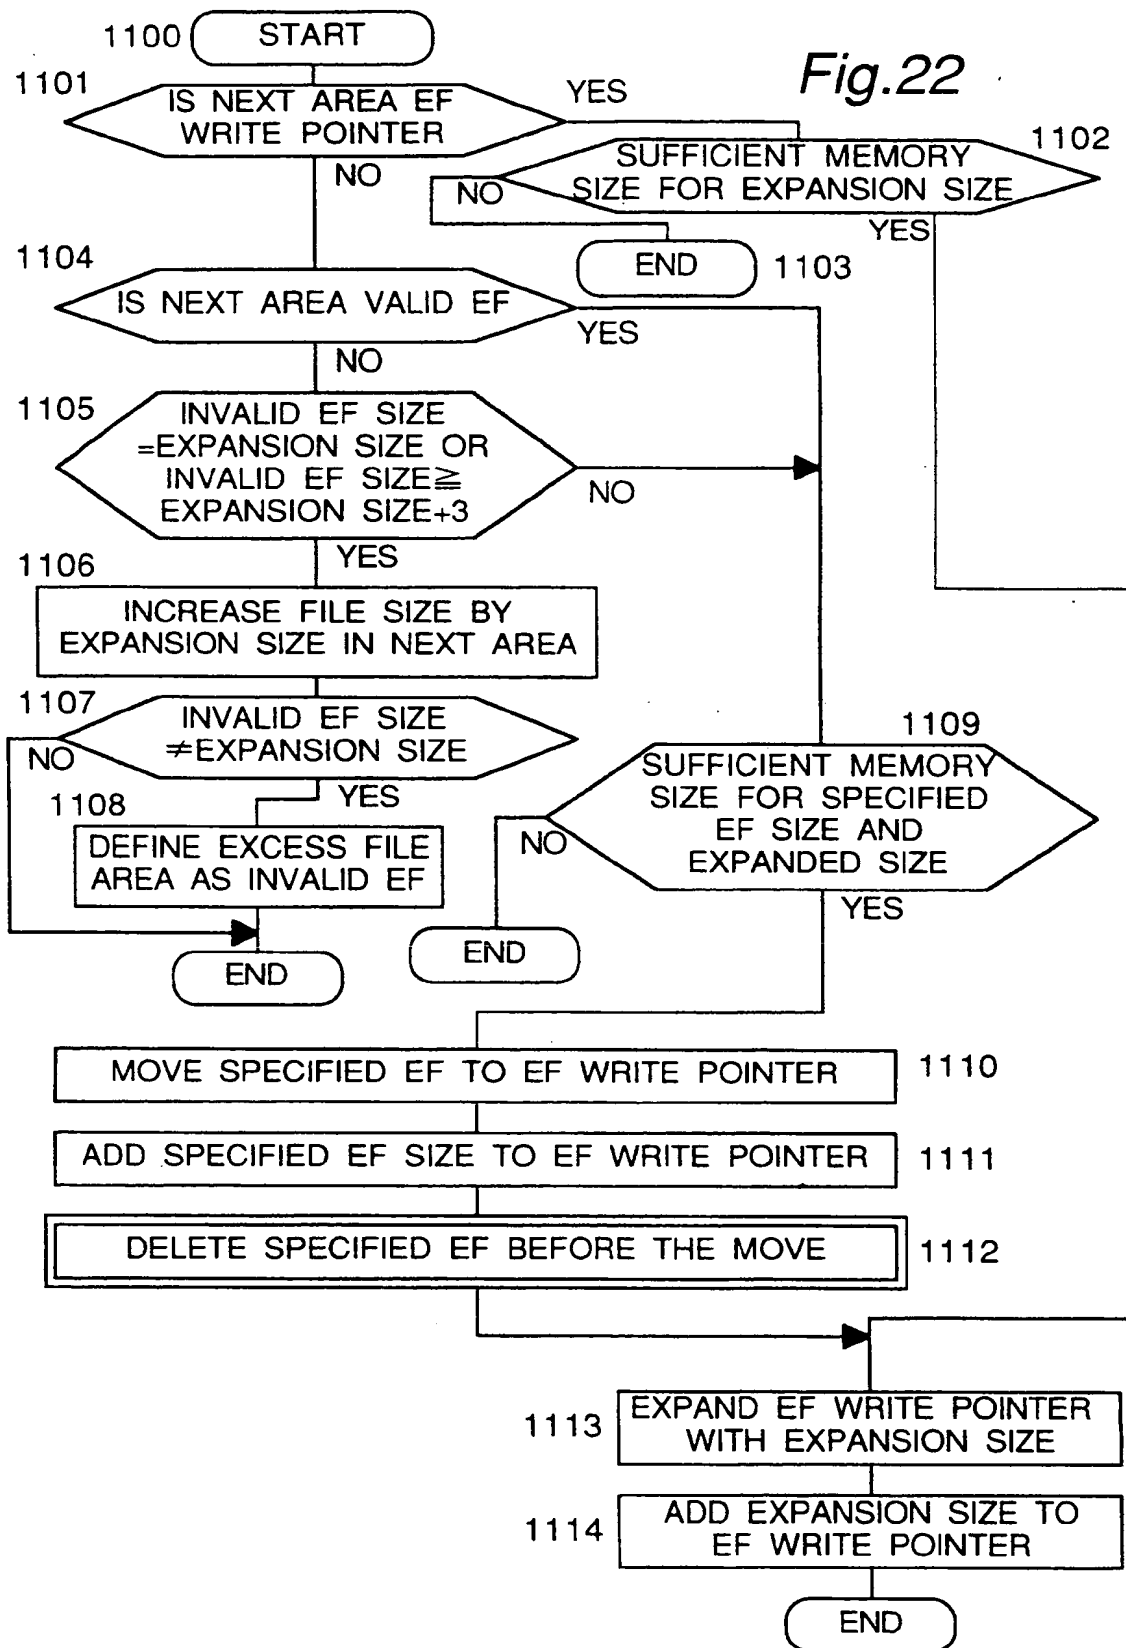 1100
START
Fig.22
1101
IS NEXT AREA EF
WRITE POINTER
YES
NO
1102
SUFFICIENT MEMORY
SIZE FOR EXPANSION SIZE
NO
YES
END
1103
1104
IS NEXT AREA VALID EF
YES
NO
1105
INVALID EF SIZE
=EXPANSION SIZE OR
INVALID EF SIZE≧
EXPANSION SIZE+3
NO
YES
1106
INCREASE FILE SIZE BY
EXPANSION SIZE IN NEXT AREA
1107
INVALID EF SIZE
≠EXPANSION SIZE
NO
YES
1108
DEFINE EXCESS FILE
AREA AS INVALID EF
END
1109
SUFFICIENT MEMORY
SIZE FOR SPECIFIED
EF SIZE AND
EXPANDED SIZE
NO
YES
END
MOVE SPECIFIED EF TO EF WRITE POINTER
1110
ADD SPECIFIED EF SIZE TO EF WRITE POINTER
1111
DELETE SPECIFIED EF BEFORE THE MOVE
1112
1113
EXPAND EF WRITE POINTER
WITH EXPANSION SIZE
1114
ADD EXPANSION SIZE TO
EF WRITE POINTER
END